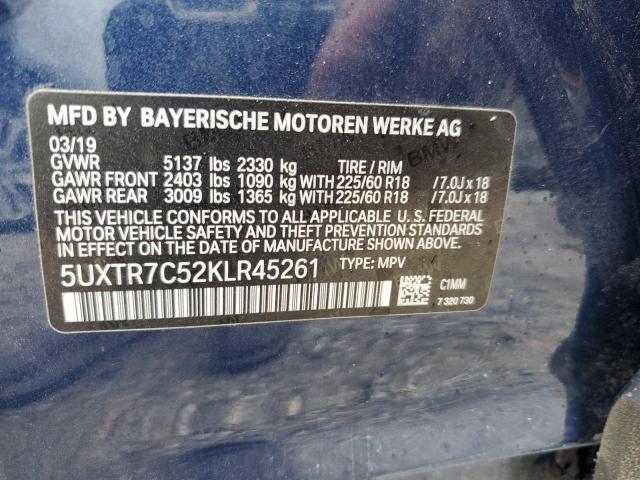 MFD BY BAYERISCHE MOTOREN WERKE AG
03/19
GVWR 5137 lbs 2330 kg TIRE / RIM
GAWR FRONT 2403 lbs 1090 kg WITH 225/60 R18 / 7.0J x 18
GAWR REAR 3009 lbs 1365 kg WITH 225/60 R18 / 7.0J x 18
THIS VEHICLE CONFORMS TO ALL APPLICABLE U. S. FEDERAL
MOTOR VEHICLE SAFETY AND THEFT PREVENTION STANDARDS
IN EFFECT ON THE DATE OF MANUFACTURE SHOWN ABOVE.
5UXTR7C52KLR45261 TYPE: MPV
C1MM
7 320 730